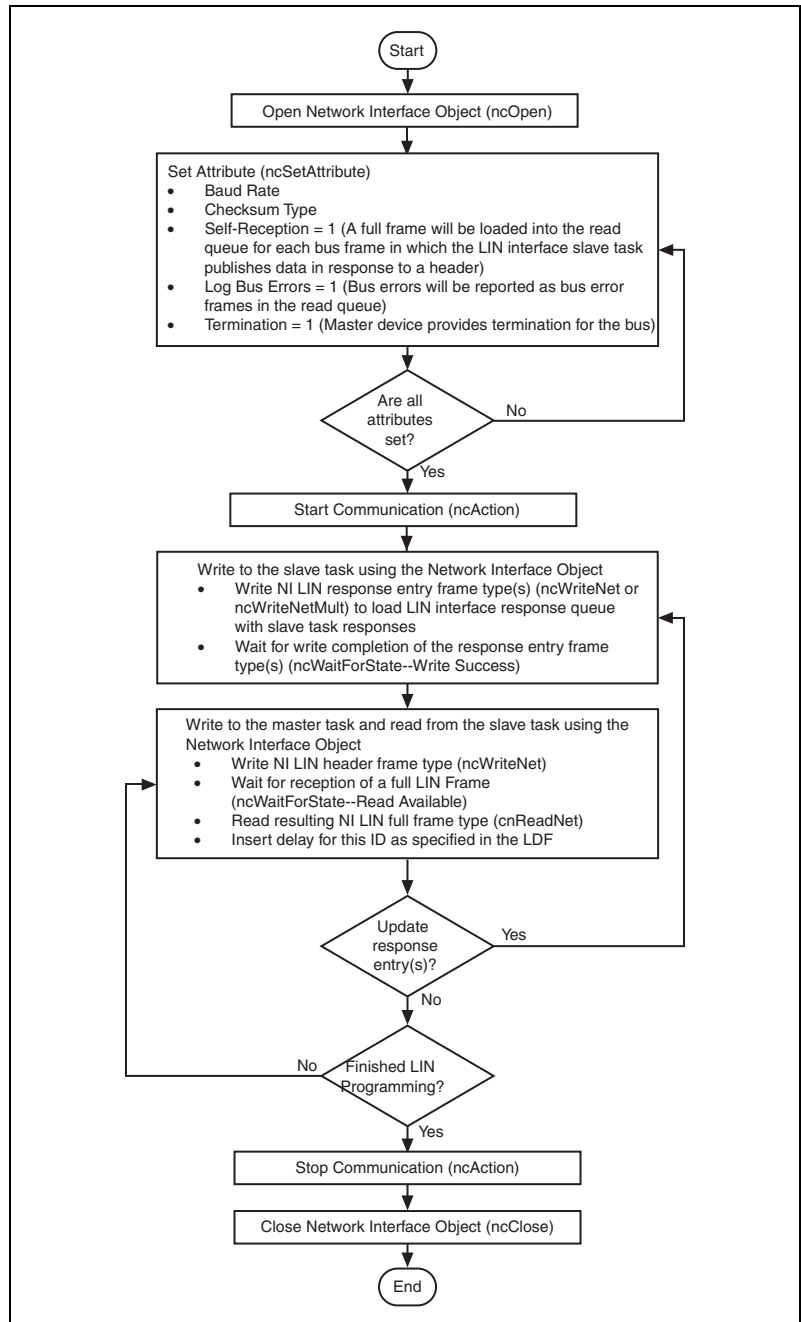 Start
Open Network Interface Object (ncOpen)
Set Attribute (ncSetAttribute)
• Baud Rate
• Checksum Type
• Self-Reception = 1 (A full frame will be loaded into the read
queue for each bus frame in which the LIN interface slave task
publishes data in response to a header)
• Log Bus Errors = 1 (Bus errors will be reported as bus error
frames in the read queue)
• Termination = 1 (Master device provides termination for the bus)
Are all
attributes
set?
No
Yes
Start Communication (ncAction)
Write to the slave task using the Network Interface Object
• Write NI LIN response entry frame type(s) (ncWriteNet or
ncWriteNetMult) to load LIN interface response queue
with slave task responses
• Wait for write completion of the response entry frame
type(s) (ncWaitForState--Write Success)
Write to the master task and read from the slave task using the
Network Interface Object
• Write NI LIN header frame type (ncWriteNet)
• Wait for reception of a full LIN Frame
(ncWaitForState--Read Available)
• Read resulting NI LIN full frame type (cnReadNet)
• Insert delay for this ID as specified in the LDF
Update
response
entry(s)?
Yes
No
Finished LIN
Programming?
No
Yes
Stop Communication (ncAction)
Close Network Interface Object (ncClose)
End